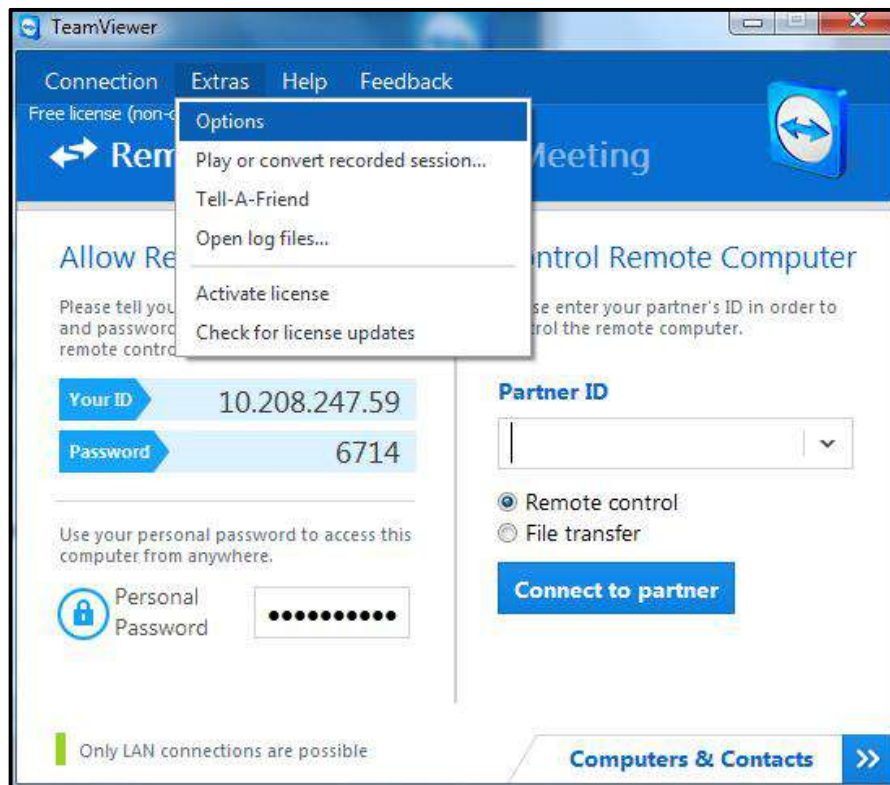 TeamViewer
Connection Extras Help Feedback
Free license (non-c
Options
Play or convert recorded session...
Tell-A-Friend
Open log files...
Activate license
Check for license updates
Rem
Meeting
Allow Re
Please tell you
and password
remote contro
Your ID 10.208.247.59
Password 6714
Use your personal password to access this
computer from anywhere.
Personal
Password
Only LAN connections are possible
ntrol Remote Computer
se enter your partner's ID in order to
rol the remote computer.
Partner ID
Remote control
File transfer
Connect to partner
Computers & Contacts